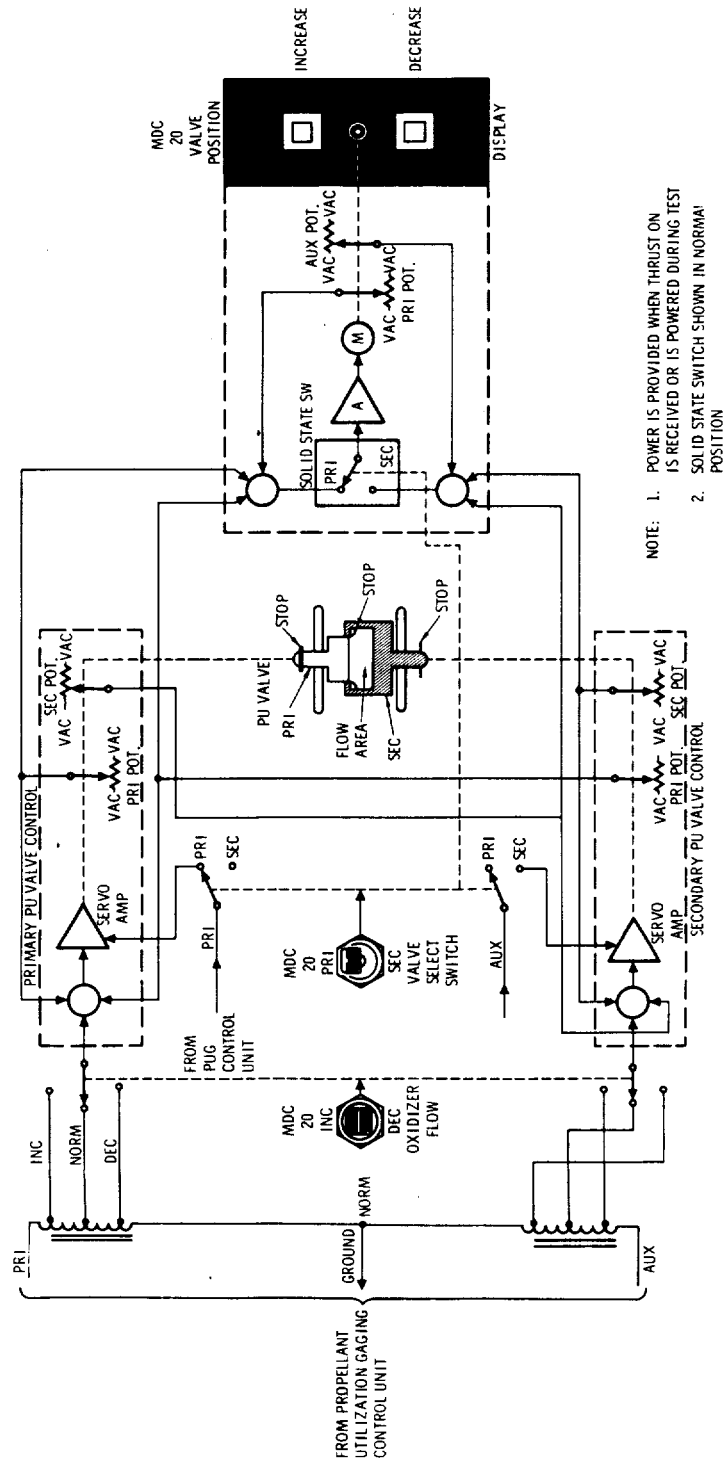 FROM PROPELLANT
UTILIZATION GAGING
CONTROL UNIT
PRI
INC
NORM
DEC
GROUND
NORM
AUX
MDC
20
INC
DEC
OXIDIZER
FLOW
PRIMARY PU VALVE CONTROL
SERVO
AMP
VAC
VAC
PRI POT.
VAC
VAC
SEC POT.
FROM
PUG
CONTROL
UNIT
PRI
PRI
SEC
MDC
20
PRI
SEC
VALVE
SELECT
SWITCH
AUX
PRI
SEC
SERVO
AMP
SECONDARY PU VALVE CONTROL
VAC
VAC
PRI POT.
VAC
VAC
SEC POT.
PU VALVE
PRI
STOP
FLOW
AREA
STOP
SEC
STOP
SOLID STATE SW
PRI
SEC
A
M
VAC
VAC
PRI POT.
AUX POT.
VAC
VAC
MDC
20
VALVE
POSITION
DISPLAY
INCREASE
DECREASE
NOTE: 1. POWER IS PROVIDED WHEN THRUST ON
IS RECEIVED OR IS POWERED DURING TEST
2. SOLID STATE SWITCH SHOWN IN NORMAL
POSITION